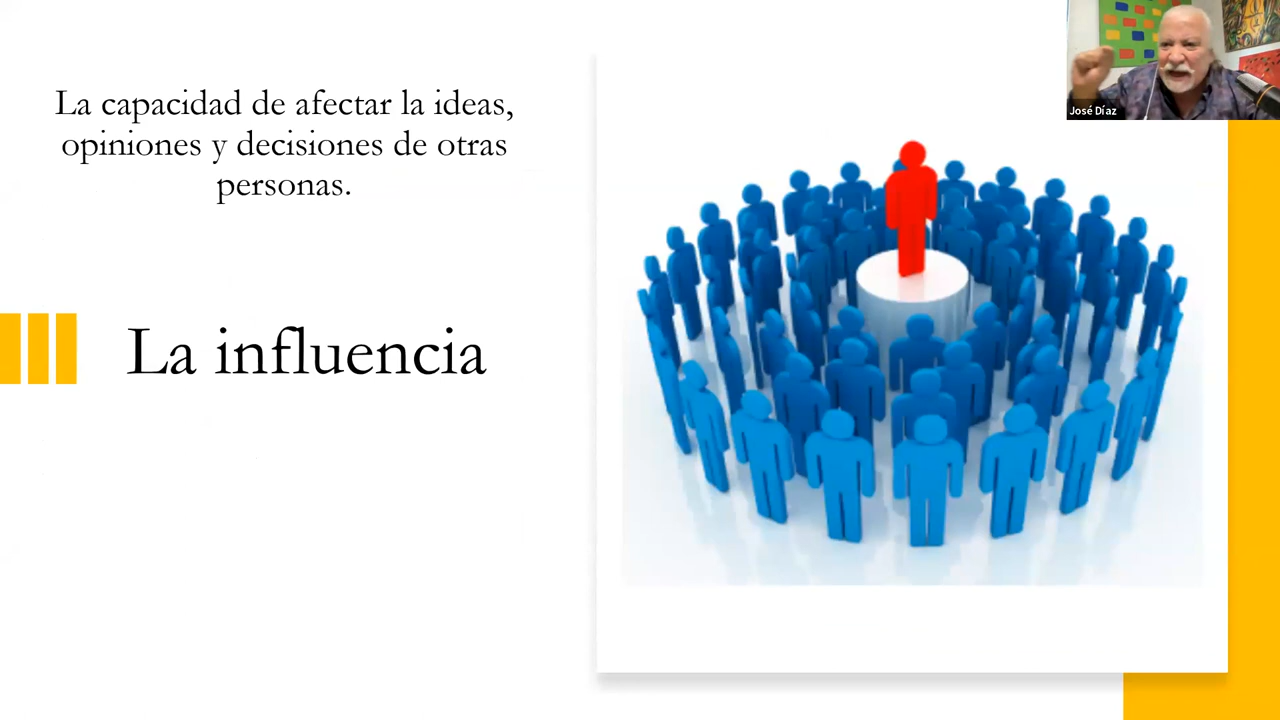 La capacidad de afectar la ideas,
opiniones y decisiones de otras
personas.
La influencia
José Díaz